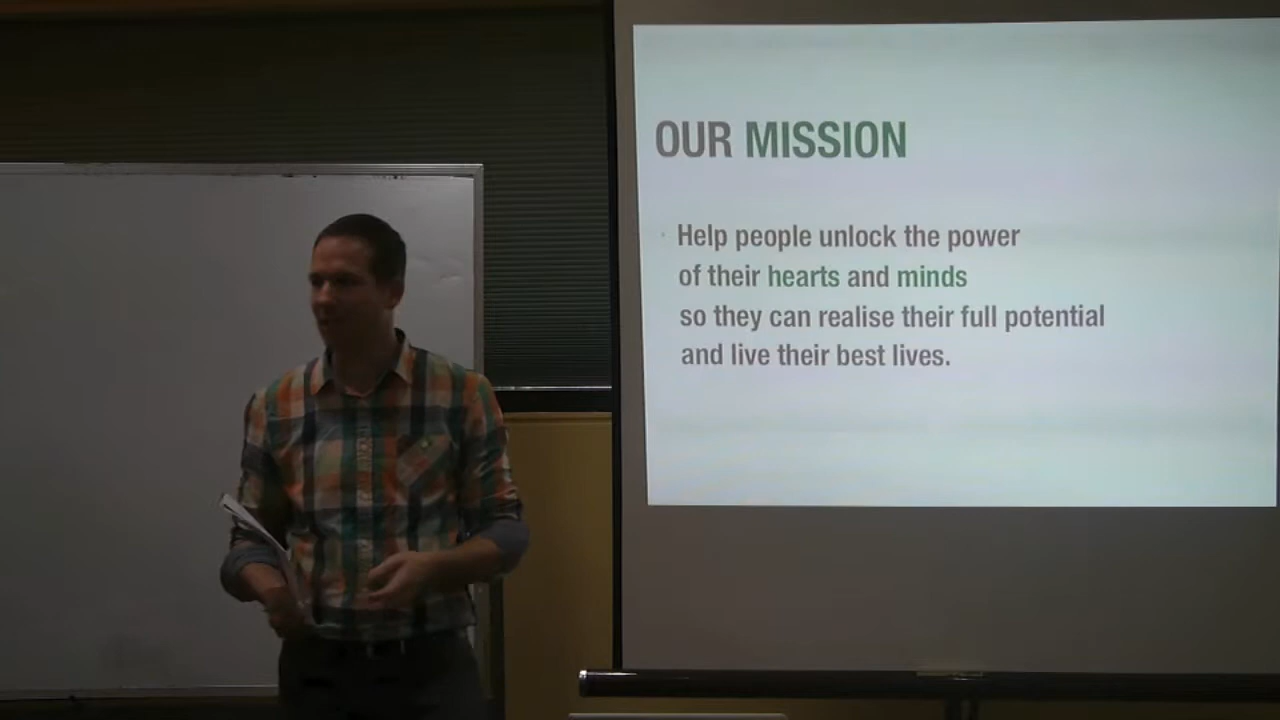 OUR MISSION
Help people unlock the power
of their hearts and minds
so they can realise their full potential
and live their best lives.